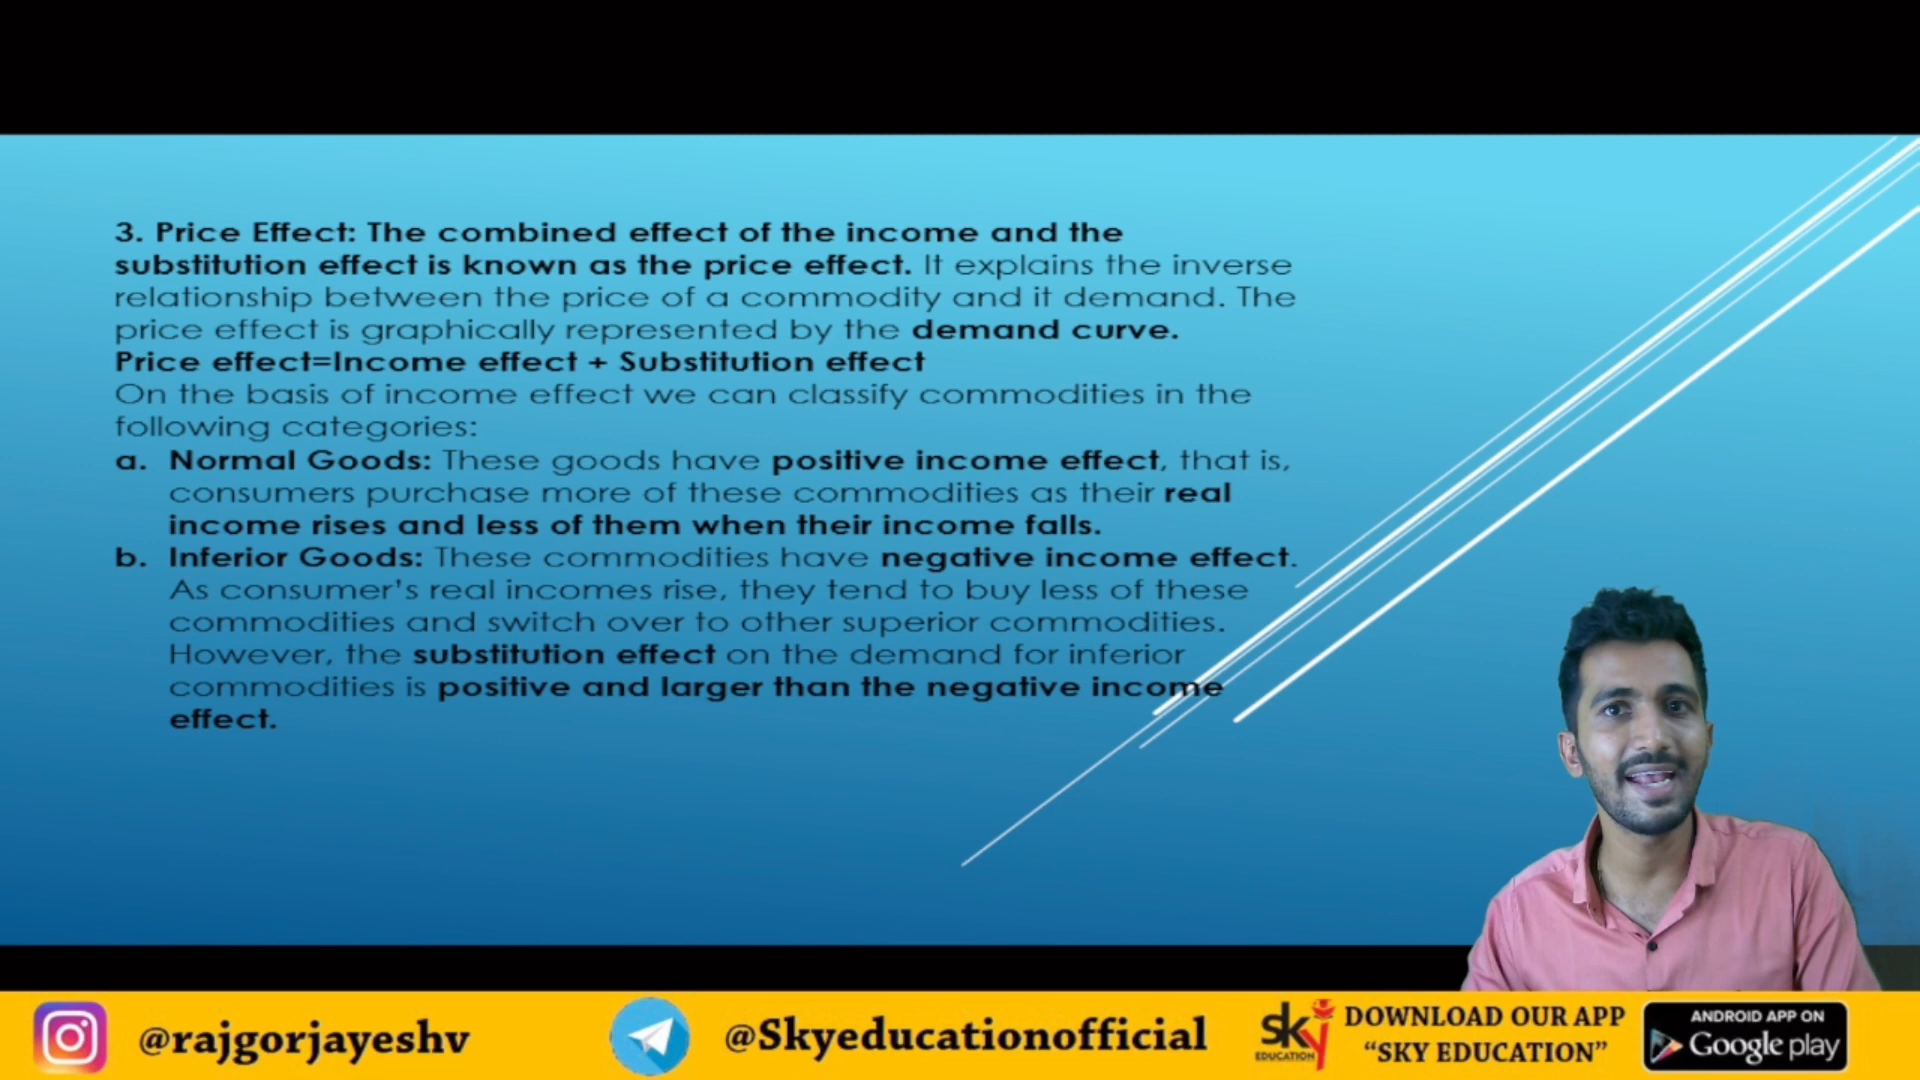 3. Price Effect: The combined effect of the income and the
substitution effect is known as the price effect. It explains the inverse
relationship between the price of a commodity and it demand. The
price effect is graphically represented by the demand curve.
Price effect=Income effect + Substitution effect
On the basis of income effect we can classify commodities in the
following categories:
a. Normal Goods: These goods have positive income effect, that is,
consumers purchase more of these commodities as their real
income rises and less of them when their income falls.
b. Inferior Goods: These commodities have negative income effect.
As consumer's real incomes rise, they tend to buy less of these
commodities and switch over to other superior commodities.
However, the substitution effect on the demand for inferior
commodities is positive and larger than the negative income
effect.
@rajgorjayeshv
@Skyeducationofficial
sky
EDUCATION
DOWNLOAD OUR APP
“SKY EDUCATION”
ANDROID APP ON
Google play